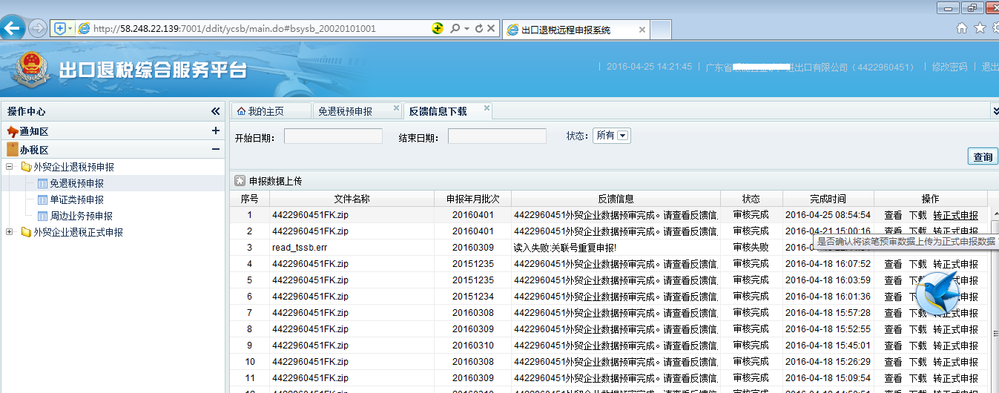 http://58.248.22.139:7001/ddit/ycsb/main.do#bsysb_20020101001
出口退税远程申报系统
出口退税综合服务平台
2016-04-25 14:21:45 | 广东省 进出口有限公司（4422960451） | 修改密码 | 退出
操作中心
通知区
办税区
外贸企业退税预申报
免退税预申报
单证类预申报
周边业务预申报
外贸企业退税正式申报
我的主页 免退税预申报 反馈信息下载
开始日期： 结束日期： 状态：所有
查询
申报数据上传
序号 文件名称 申报年月批次 反馈信息 状态 完成时间 操作
1 4422960451FK.zip 20160401 4422960451外贸企业数据预审完成。请查看反馈信. 审核完成 2016-04-25 08:54:54 查看 下载 转正式申报
2 4422960451FK.zip 20160401 4422960451外贸企业数据预审完成。请查看反馈信. 审核完成 2016-04-21 15:00:16 查看 下载 转正式申报
3 read_tssb.err 20160309 读入失败:关联号重复申报! 审核失败
是否确认将该笔预审数据上传为正式申报数据
4 4422960451FK.zip 20151235 4422960451外贸企业数据预审完成。请查看反馈信. 审核完成 2016-04-18 16:07:52 查看 下载 转正式申报
5 4422960451FK.zip 20151235 4422960451外贸企业数据预审完成。请查看反馈信. 审核完成 2016-04-18 16:03:59 查看 下载 转正式申报
6 4422960451FK.zip 20151234 4422960451外贸企业数据预审完成。请查看反馈信. 审核完成 2016-04-18 16:01:36 查看 下载 转正式申报
7 4422960451FK.zip 20160308 4422960451外贸企业数据预审完成。请查看反馈信. 审核完成 2016-04-18 15:57:28 查看 下载 转正式申报
8 4422960451FK.zip 20160309 4422960451外贸企业数据预审完成。请查看反馈信. 审核完成 2016-04-18 15:52:55 查看 下载 转正式申报
9 4422960451FK.zip 20160310 4422960451外贸企业数据预审完成。请查看反馈信. 审核完成 2016-04-18 15:45:01 查看 下载 转正式申报
10 4422960451FK.zip 20160308 4422960451外贸企业数据预审完成。请查看反馈信. 审核完成 2016-04-18 15:26:29 查看 下载 转正式申报
11 4422960451FK.zip 20160309 4422960451外贸企业数据预审完成。请查看反馈信. 审核完成 2016-04-18 15:09:54 查看 下载 转正式申报